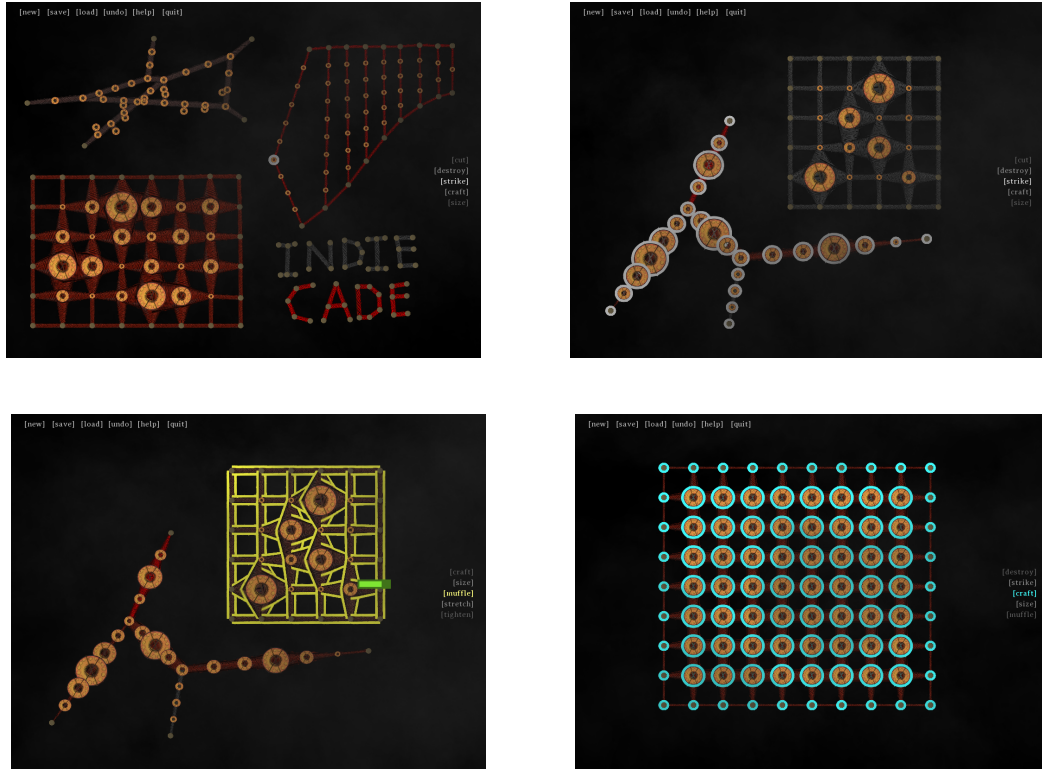 [new] [save] [load] [undo] [help] [quit]
[cut]
[destroy]
[strike]
[craft]
[size]
INDIE
CADE
[new] [save] [load] [undo] [help] [quit]
[cut]
[destroy]
[strike]
[craft]
[size]
[new] [save] [load] [undo] [help] [quit]
[craft]
[size]
[muffle]
[stretch]
[tighten]
[new] [save] [load] [undo] [help] [quit]
[destroy]
[strike]
[craft]
[size]
[muffle]